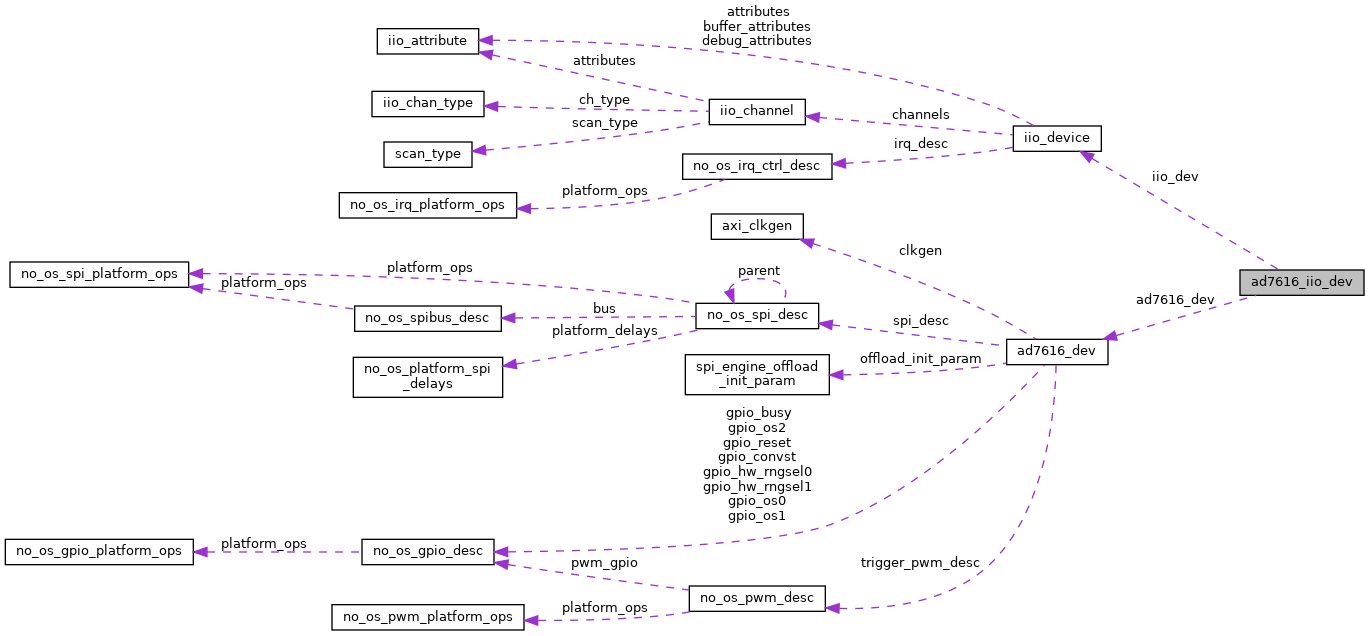 attributes
buffer_attributes
debug_attributes
iio_attribute
attributes
iio_chan_type
ch_type
iio_channel
channels
scan_type
scan_type
iio_device
irq_desc
no_os_irq_ctrl_desc
iio_dev
platform_ops
no_os_irq_platform_ops
axi_clkgen
clkgen
no_os_spi_platform_ops
platform_ops
platform_ops
parent
ad7616_iio_dev
ad7616_dev
no_os_spibus_desc
bus
no_os_spi_desc
spi_desc
platform_delays
ad7616_dev
no_os_platform_spi
_delays
spi_engine_offload
_init_param
offload_init_param
gpio_busy
gpio_os2
gpio_reset
gpio_convst
gpio_hw_rngsel0
gpio_hw_rngsel1
gpio_os0
gpio_os1
no_os_gpio_platform_ops
platform_ops
no_os_gpio_desc
pwm_gpio
trigger_pwm_desc
no_os_pwm_desc
platform_ops
no_os_pwm_platform_ops